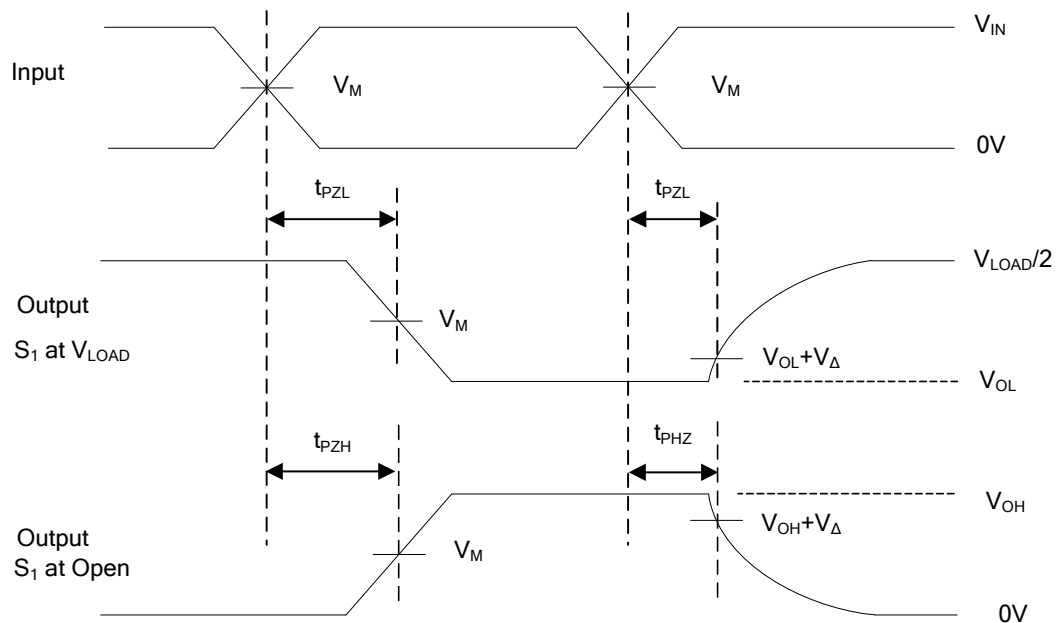 V_IN
Input
V_M
V_M
0V
t_PZL
t_PZL
V_LOAD/2
Output
V_M
S_1 at V_LOAD
V_OL+V_Δ
V_OL
t_PZH
t_PHZ
V_OH
V_OH+V_Δ
Output
V_M
S_1 at Open
0V